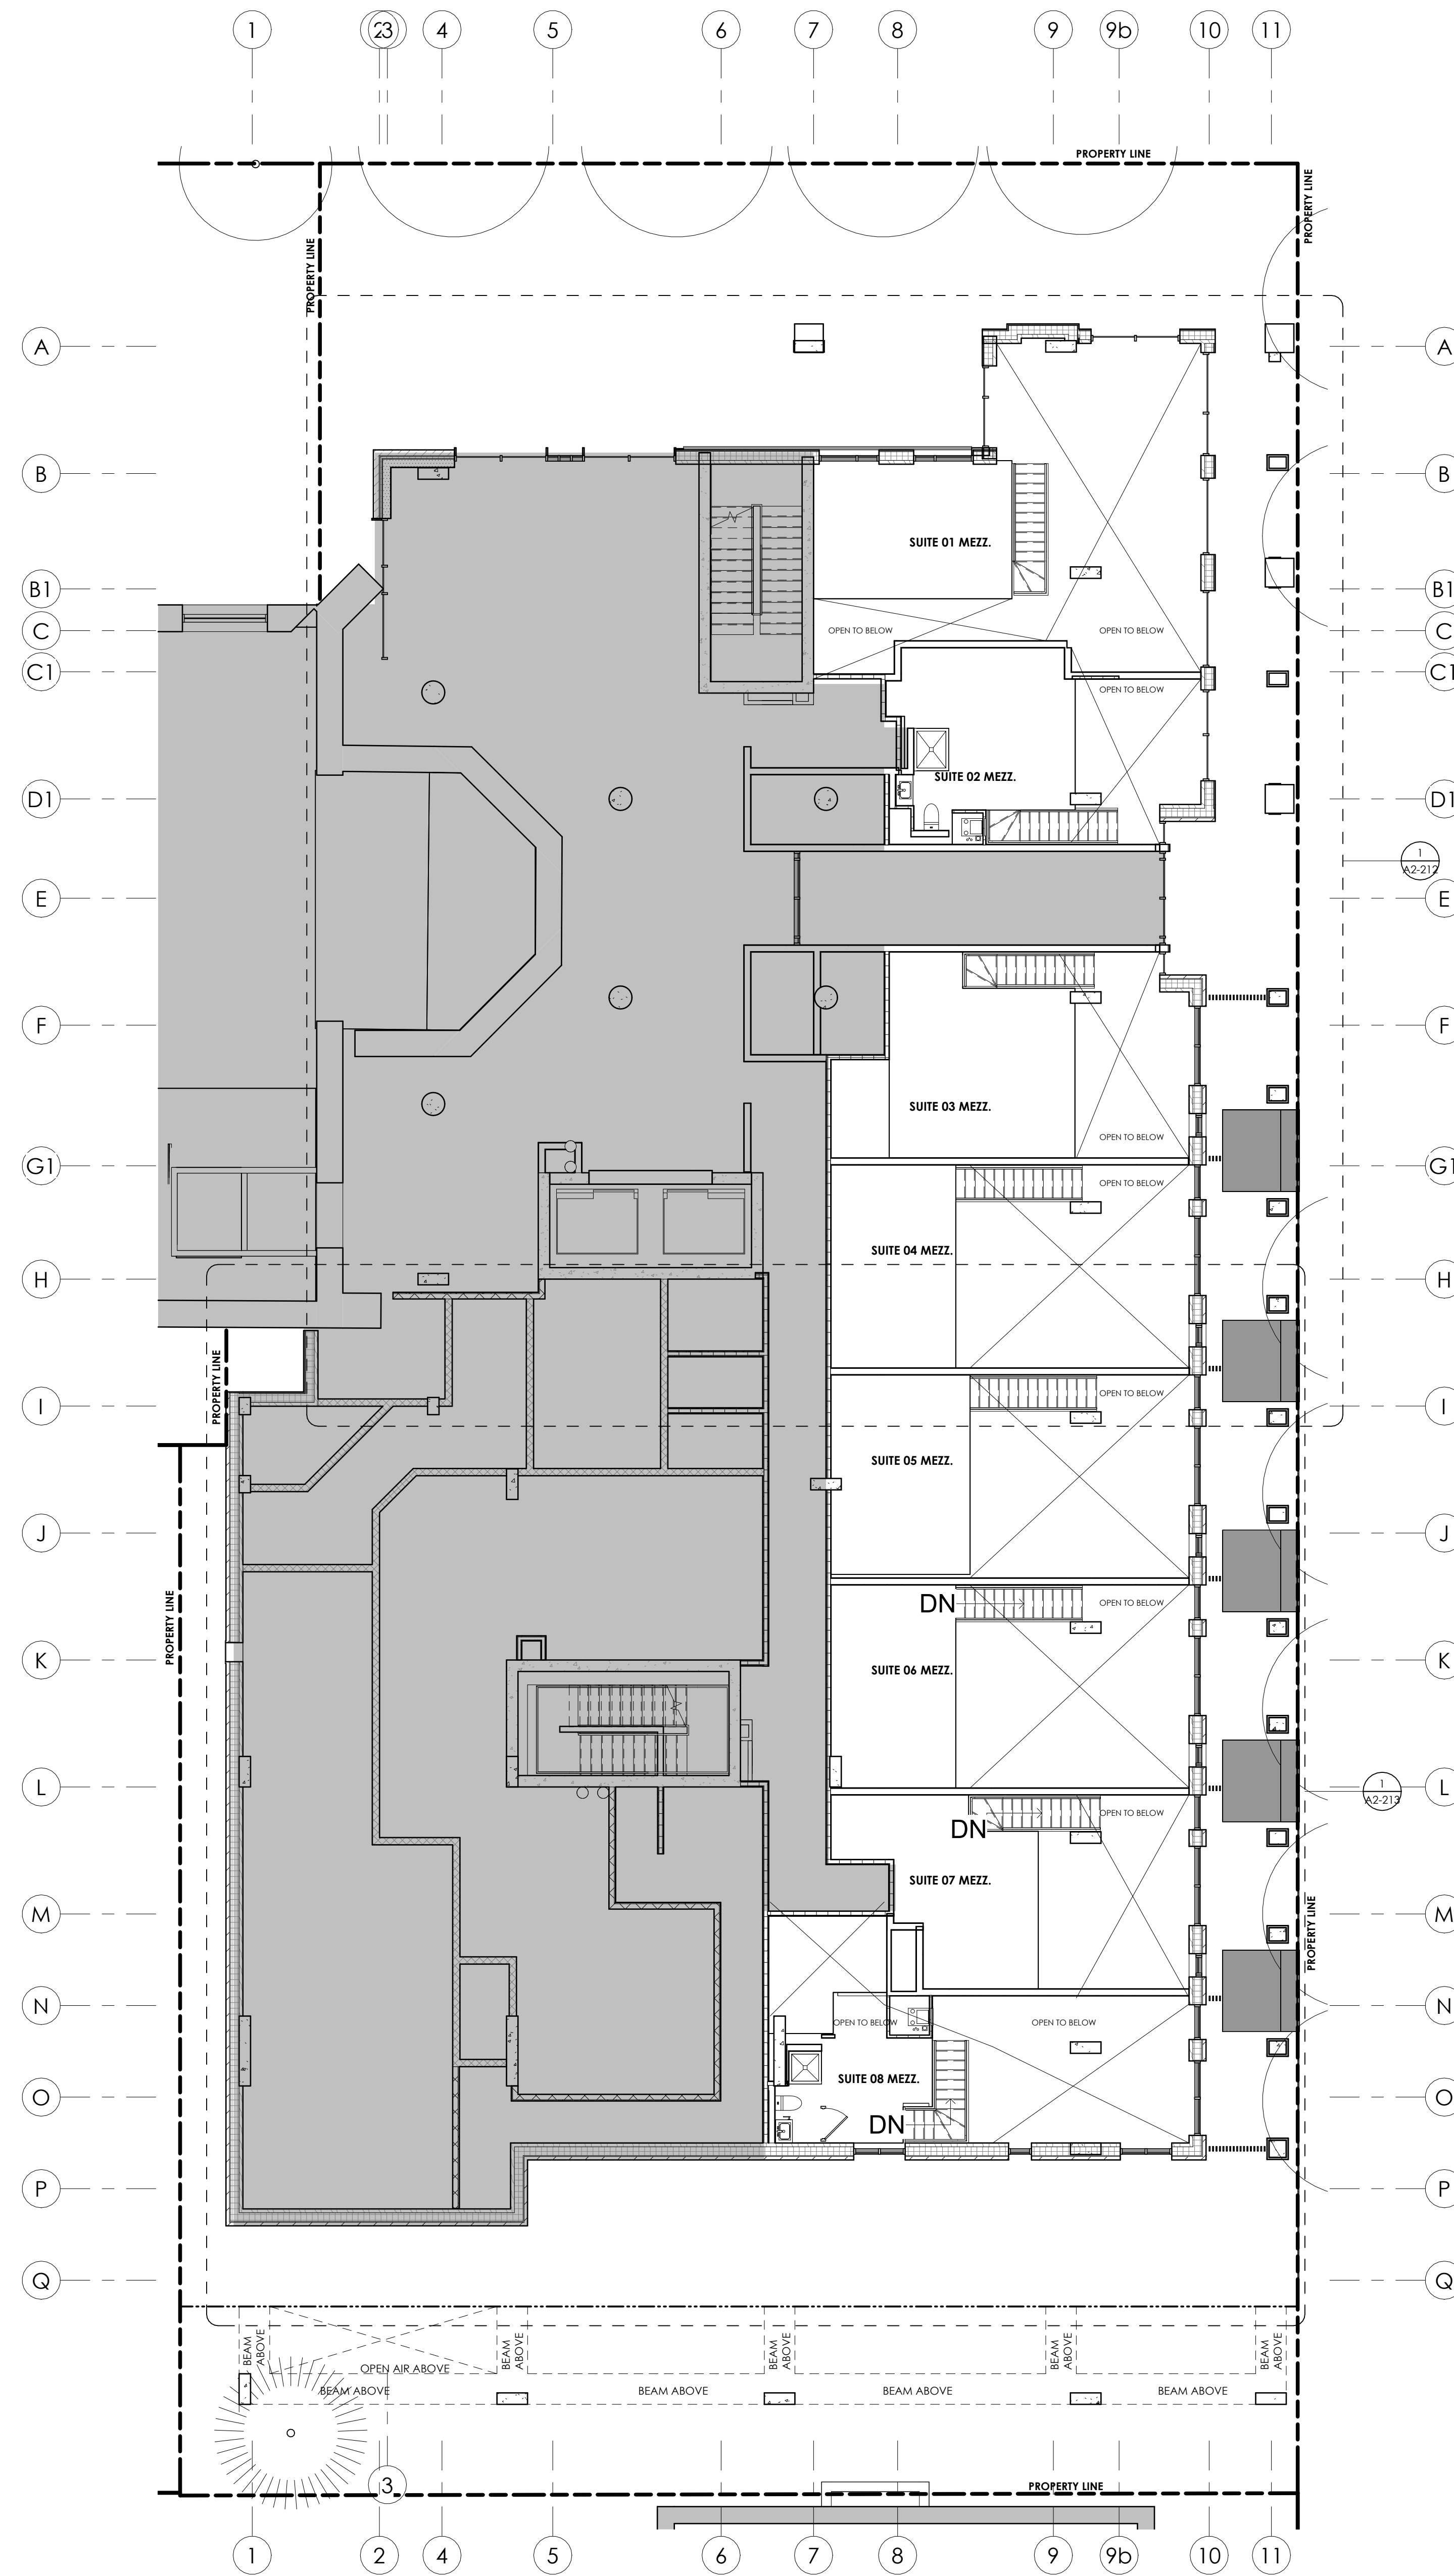 1
2
3
4
5
6
7
8
9
9b
10
11
PROPERTY LINE
PROPERTY LINE
PROPERTY LINE
A
A
B
B
SUITE 01 MEZZ.
B1
B1
C
OPEN TO BELOW
OPEN TO BELOW
C
C1
C1
OPEN TO BELOW
SUITE 02 MEZZ.
D1
D1
1
A2-212
E
E
F
F
SUITE 03 MEZZ.
OPEN TO BELOW
G1
G1
OPEN TO BELOW
SUITE 04 MEZZ.
H
H
PROPERTY LINE
OPEN TO BELOW
I
I
SUITE 05 MEZZ.
J
J
PROPERTY LINE
DN
OPEN TO BELOW
K
SUITE 06 MEZZ.
K
L
L
1
A2-213
OPEN TO BELOW
DN
SUITE 07 MEZZ.
M
M
PROPERTY LINE
N
N
OPEN TO BELOW
OPEN TO BELOW
SUITE 08 MEZZ.
O
O
DN
P
P
Q
Q
BEAM
ABOVE
BEAM
ABOVE
BEAM
ABOVE
BEAM
ABOVE
BEAM
ABOVE
OPEN AIR ABOVE
BEAM ABOVE
BEAM ABOVE
BEAM ABOVE
BEAM ABOVE
3
PROPERTY LINE
1
2
4
5
6
7
8
9
9b
10
11